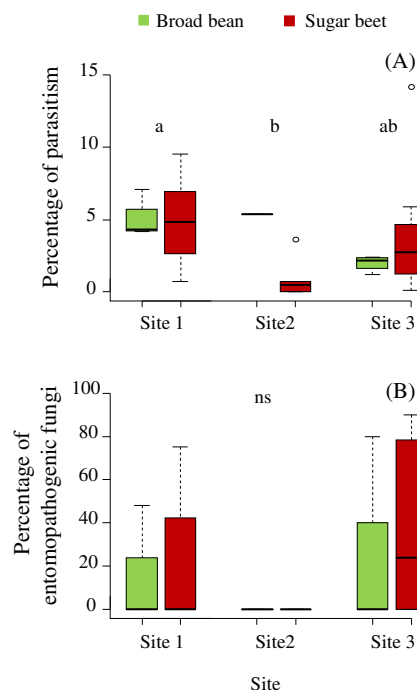 Broad bean Sugar beet
(A)
Percentage of parasitism
15
10
5
0
a b ab
Site 1 Site2 Site 3
(B)
Percentage of
entomopathogenic fungi
100
80
60
40
20
0
ns
Site 1 Site2 Site 3
Site